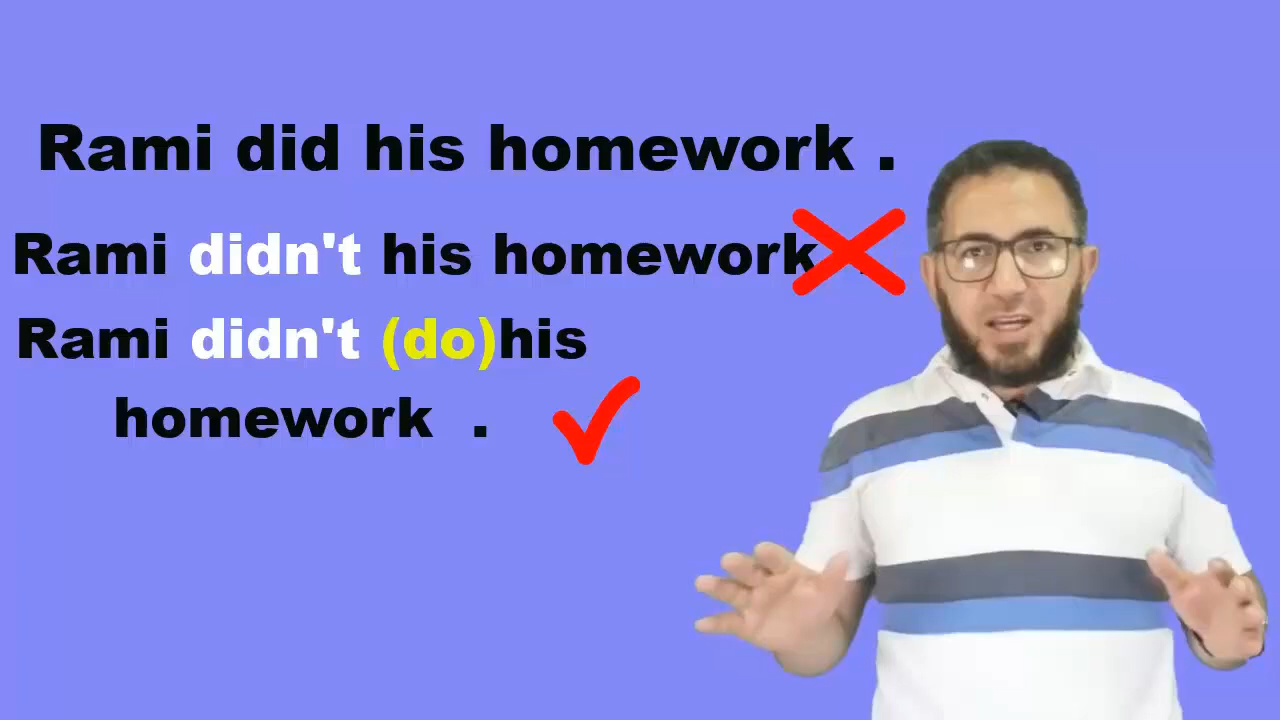 Rami did his homework .
Rami didn't his homework .
Rami didn't (do)his
homework .